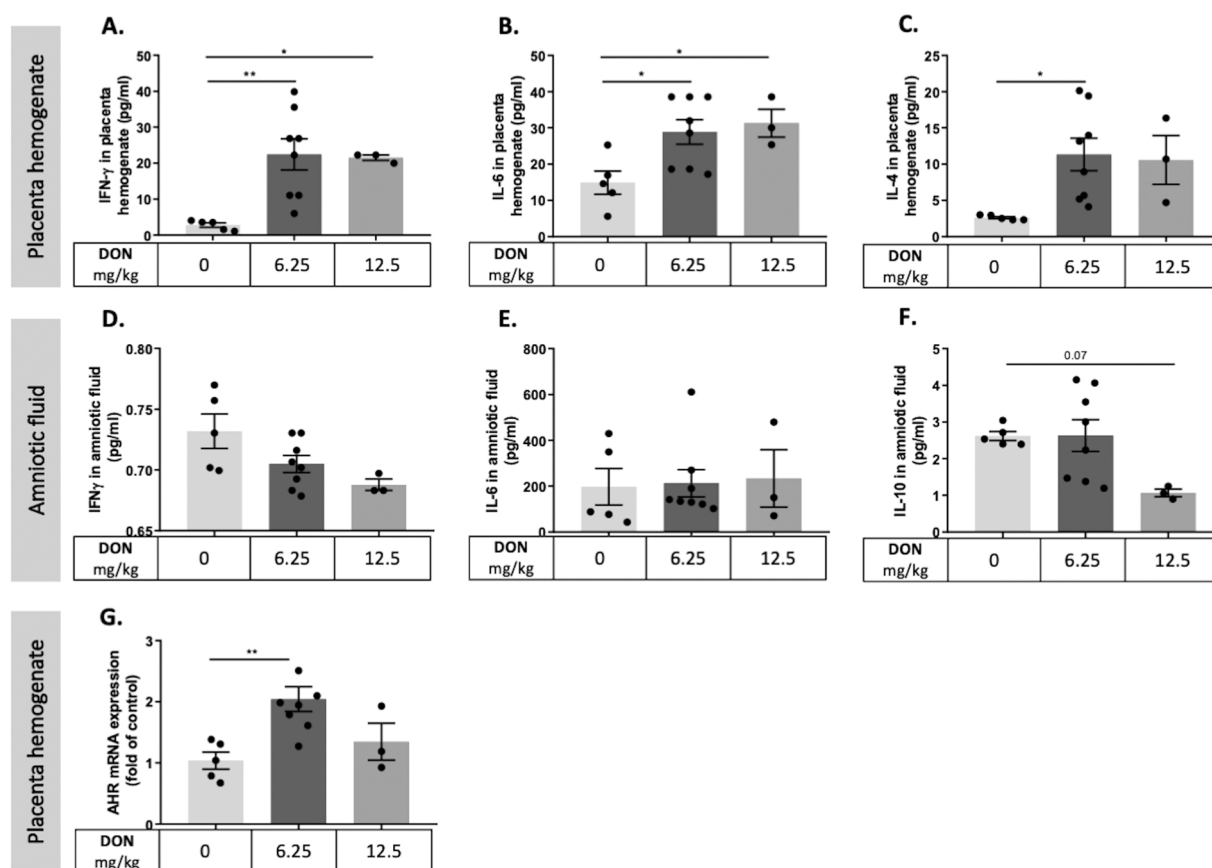 Placenta hemogenate
A.
IFN-γ in placenta
hemogenate (pg/ml)
50
40
30
20
10
0
*
**
DON
mg/kg
0
6.25
12.5
B.
IL-6 in placenta
hemogenate (pg/ml)
50
40
30
20
10
0
*
*
DON
mg/kg
0
6.25
12.5
C.
IL-4 in placenta
hemogenate (pg/ml)
25
20
15
10
5
0
*
DON
mg/kg
0
6.25
12.5
Amniotic fluid
D.
IFNγ in amniotic fluid
(pg/ml)
0.80
0.75
0.70
0.65
DON
mg/kg
0
6.25
12.5
E.
IL-6 in amniotic fluid
(pg/ml)
800
600
400
200
0
DON
mg/kg
0
6.25
12.5
F.
IL-10 in amniotic fluid
(pg/ml)
5
4
3
2
1
0
0.07
DON
mg/kg
0
6.25
12.5
Placenta hemogenate
G.
AHR mRNA expression
(fold of control)
3
2
1
0
**
DON
mg/kg
0
6.25
12.5